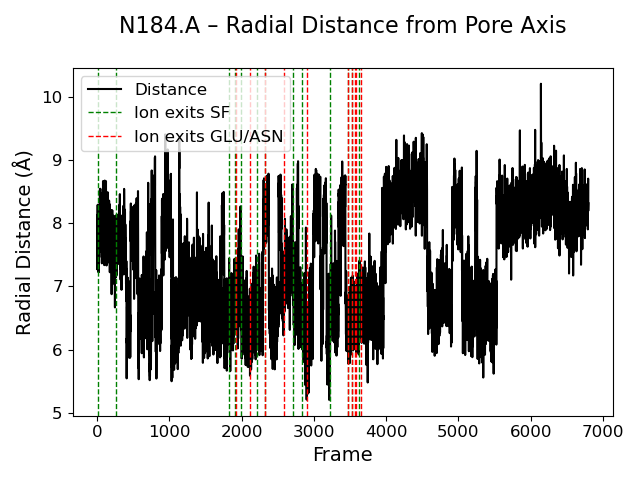 N184.A – Radial Distance from Pore Axis
Distance
Ion exits SF
Ion exits GLU/ASN
Radial Distance (Å)
10
9
8
7
6
5
0 1000 2000 3000 4000 5000 6000 7000
Frame